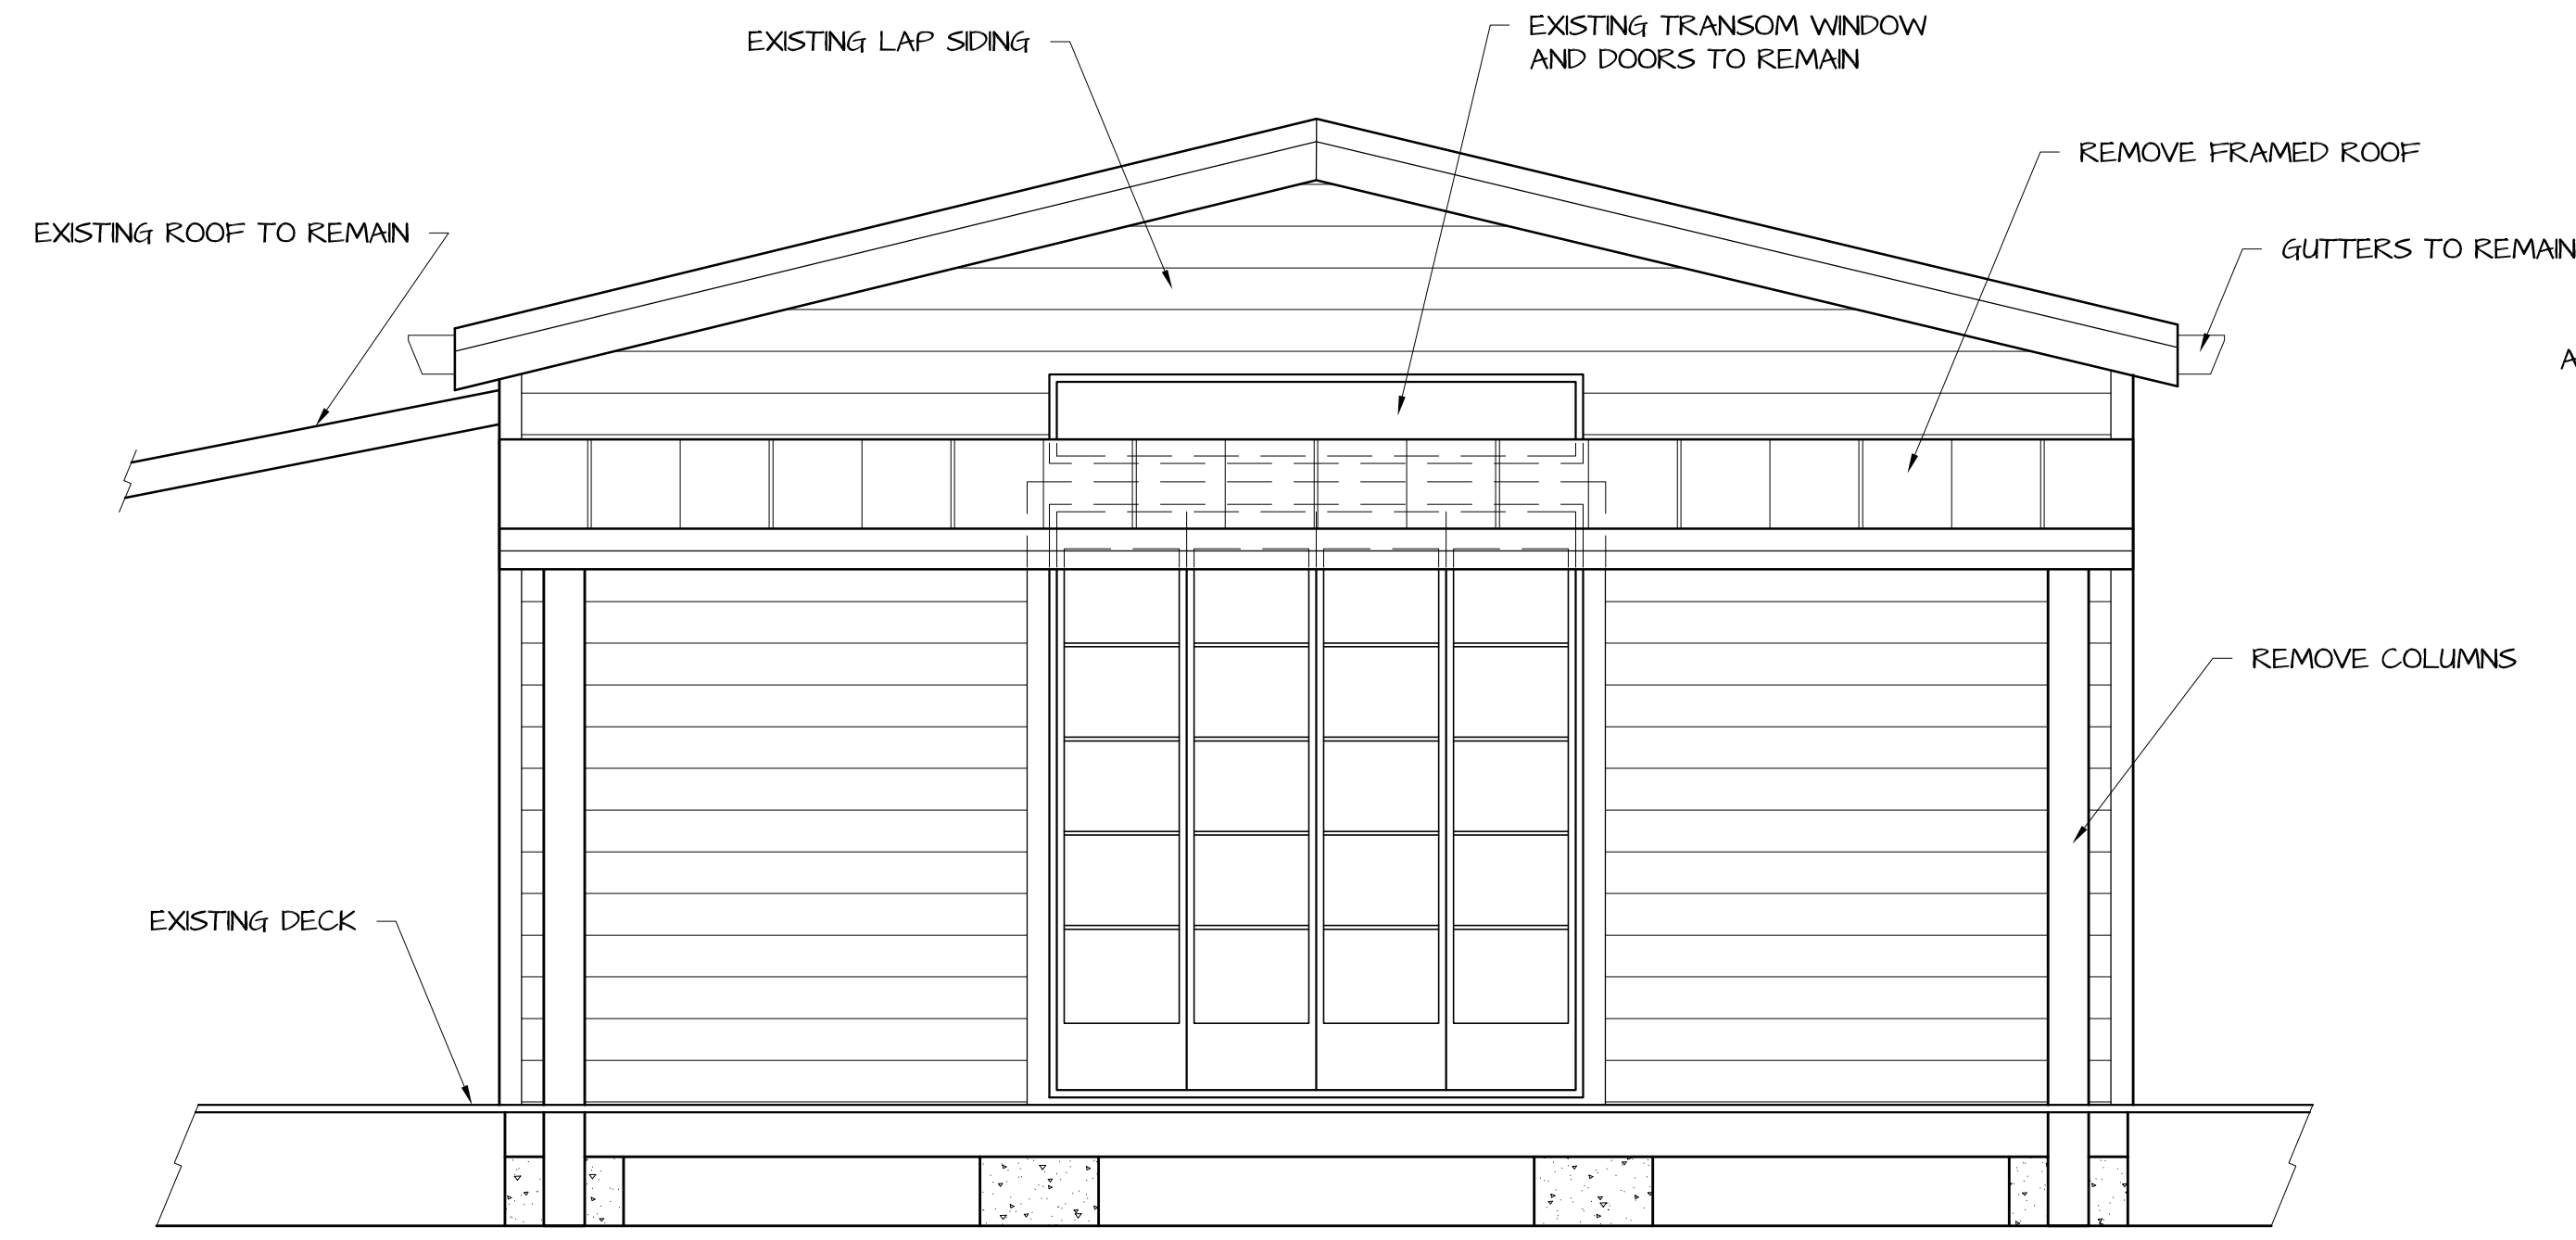 EXISTING LAP SIDING
EXISTING TRANSOM WINDOW
AND DOORS TO REMAIN
REMOVE FRAMED ROOF
EXISTING ROOF TO REMAIN
GUTTERS TO REMAIN
REMOVE COLUMNS
EXISTING DECK